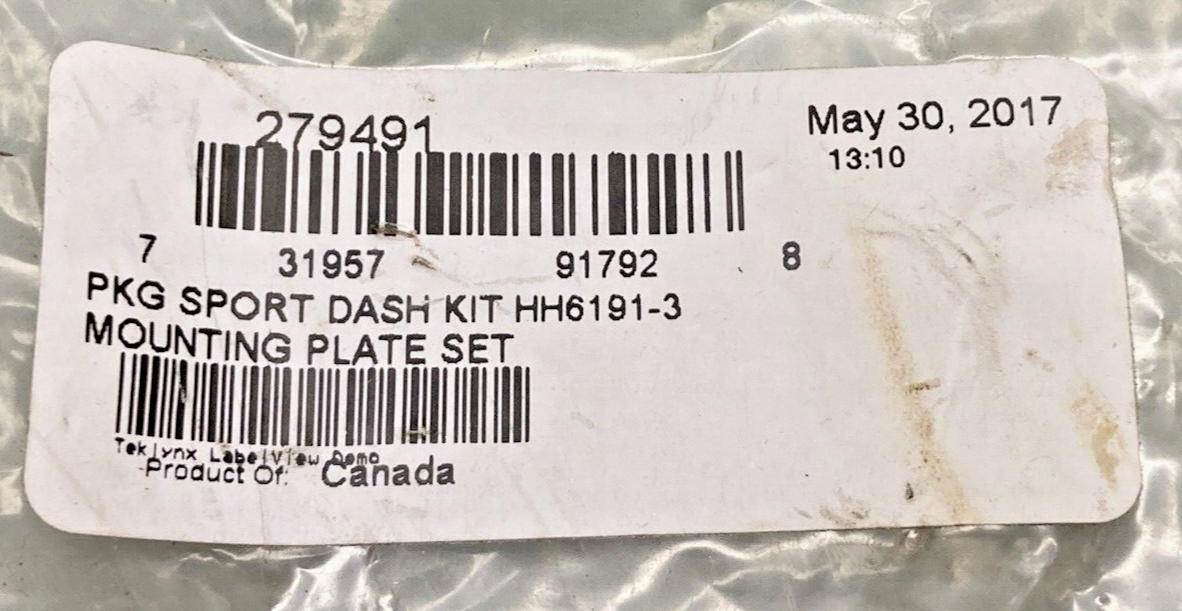 279491
May 30, 2017
13:10
7 31957 91792 8
PKG SPORT DASH KIT HH6191-3
MOUNTING PLATE SET
Teklynx LabelView Demo
Product Of: Canada